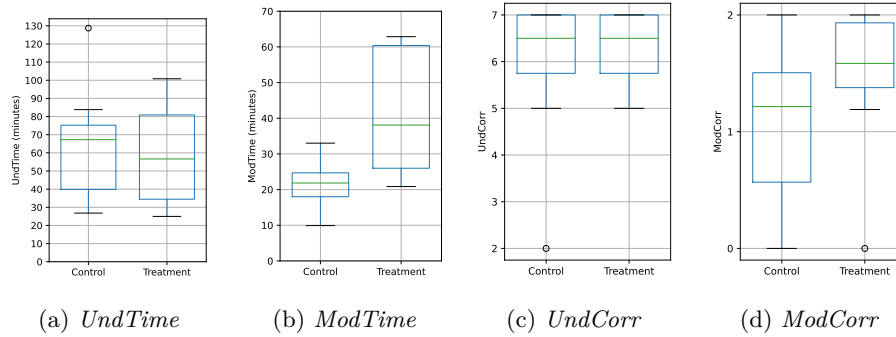 UndTime (minutes)
130
120
110
100
90
80
70
60
50
40
30
20
10
0
Control
Treatment
(a) UndTime
ModTime (minutes)
70
60
50
40
30
20
10
0
Control
Treatment
(b) ModTime
UndCorr
7
6
5
4
3
2
Control
Treatment
(c) UndCorr
ModCorr
2
1
0
Control
Treatment
(d) ModCorr